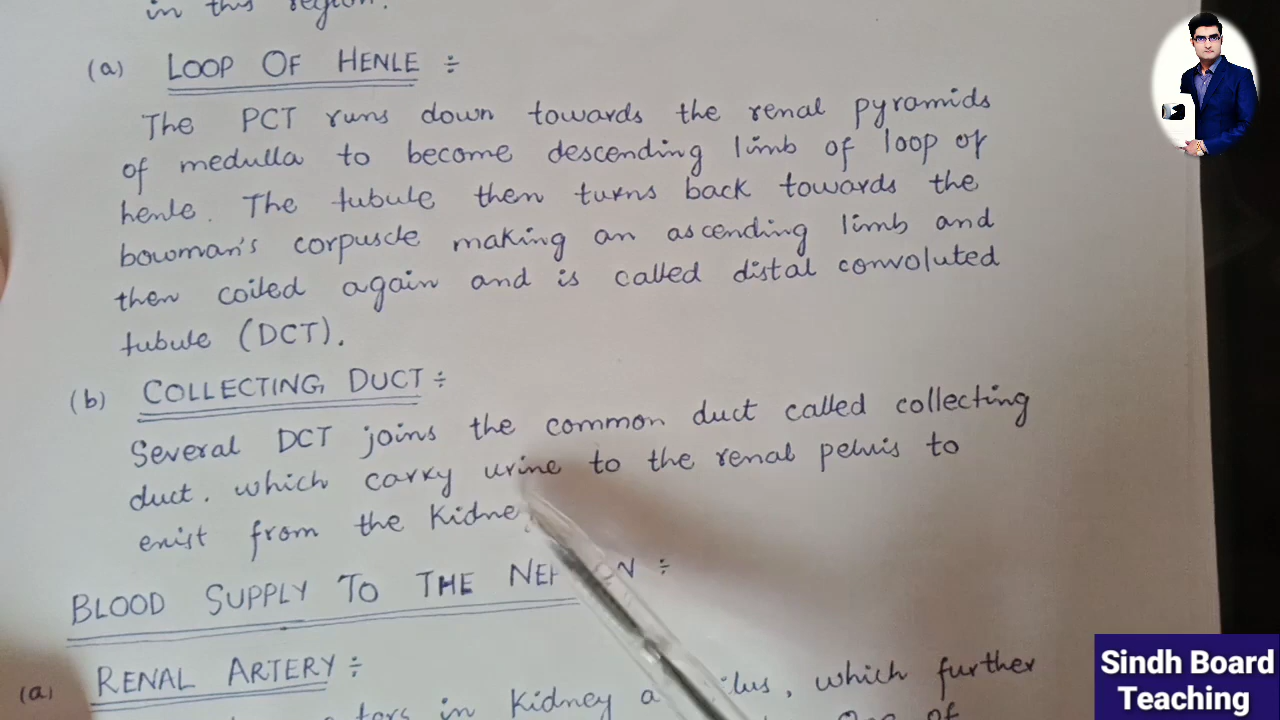 in this region.
(a) LOOP OF HENLE ÷
The PCT runs down towards the renal pyramids
of medulla to become descending limb of loop of
henle. The tubule then turns back towards the
bowman's corpuscle making an ascending limb and
then coiled again and is called distal convoluted
tubule (DCT).
(b) COLLECTING DUCT ÷
Several DCT joins the common duct called collecting
duct. which carry urine to the renal pelvis to
exist from the Kidney
BLOOD SUPPLY TO THE NEPHRON ÷
(a) RENAL ARTERY ÷
in Kidney which further
One of
Sindh Board
Teaching